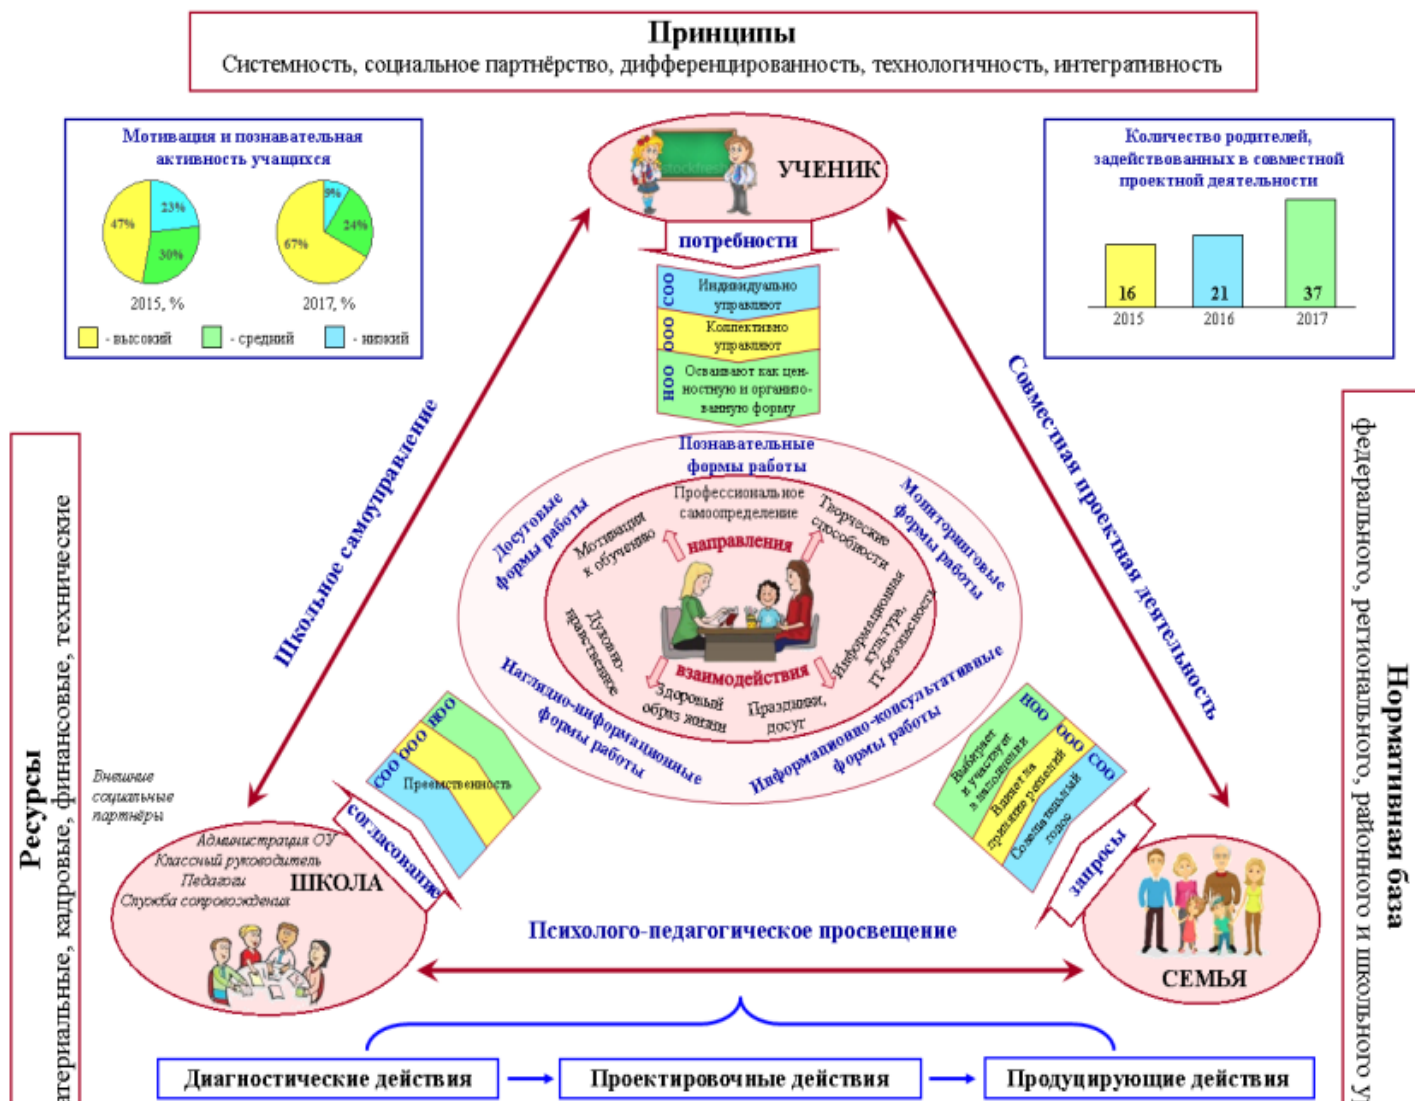 Принципы
Системность, социальное партнёрство, дифференцированность, технологичность, интегративность
Мотивация и познавательная
активность учащихся
47%
23%
30%
67%
9%
24%
2015, %
2017, %
- высокий
- средний
- низкий
stockfresh
УЧЕНИК
потребности
Количество родителей,
задействованных в совместной
проектной деятельности
16
21
37
2015
2016
2017
СОО
Индивидуально
управляют
ООО
Коллективно
управляют
НОО
Осваивают как цен-
ностную и организо-
ванную форму
Школьное самоуправление
Совместная проектная деятельность
Познавательные
формы работы
Досуговые
формы работы
Мониторинговые
формы работы
Наглядно-информационные
формы работы
Информационно-консультативные
формы работы
Профессиональное
самоопределение
Мотивация
к обучению
Творческие
способности
направления
Духовно-
нравственное
Информационная
культура,
IT-безопасность
взаимодействия
Здоровый
образ жизни
Праздники,
досуг
СОО
ООО
НОО
Преемственность
согласование
НОО
ООО
СОО
Выбирает
и участвует
в наполнении
Влияет на
принятие решений
Совещательный
голос
запросы
Внешние
социальные
партнёры
Администрация ОУ
Классный руководитель
Педагоги
ШКОЛА
Служба сопровождения
СЕМЬЯ
Психолого-педагогическое просвещение
Ресурсы
кадровые, финансовые, технические
Нормативная база
федерального, регионального, районного и школьного
Диагностические действия
Проектировочные действия
Продуцирующие действия